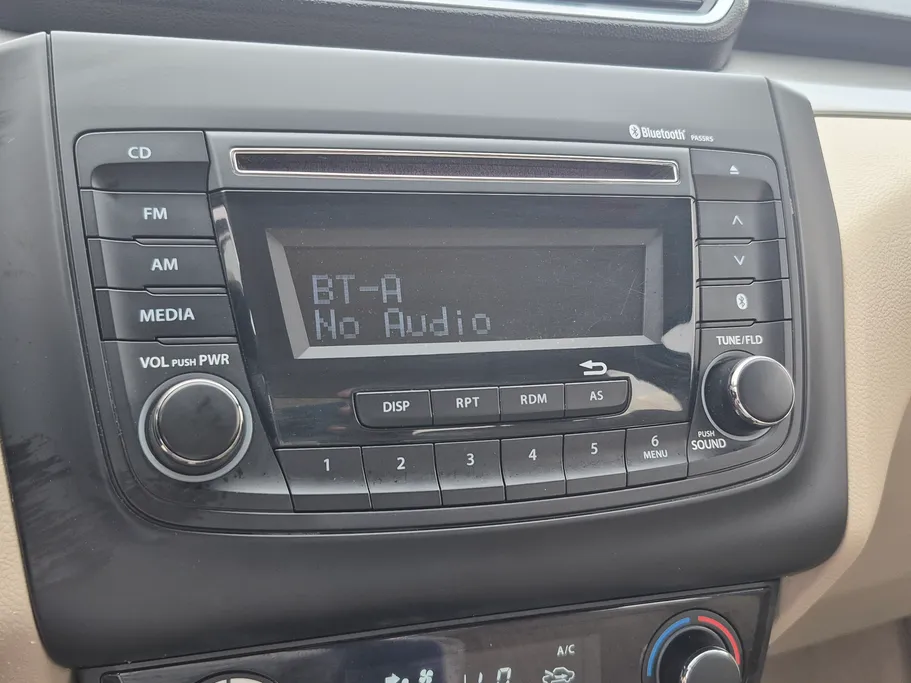 Bluetooth PA5SR5
CD
FM
AM
MEDIA
VOL PUSH PWR
BT-A
No Audio
TUNE/FLD
DISP
RPT
RDM
AS
PUSH
SOUND
1
2
3
4
5
6
MENU
A/C